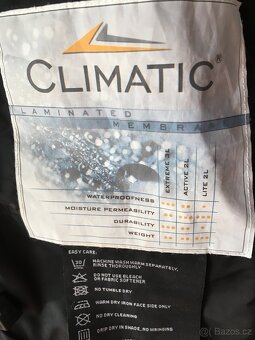 CLIMATIC®
LAMINATED
MEMBRA
EXTREME 3L
ACTIVE 2L
LITE 2L
WATERPROOFNESS
MOISTURE PERMEABILITY
DURABILITY
WEIGHT
EASY CARE:
30
MACHINE WASH WARM SEPARATELY,
RINSE THOROUGHLY
DO NOT USE BLEACH
OR FABRIC SOFTENER
NO TUMBLE DRY
WARM DRY IRON FACE SIDE ONLY
NO DRY CLEANING
DRIP DRY IN SHADE, NO WRINGING
Bazoš.cz